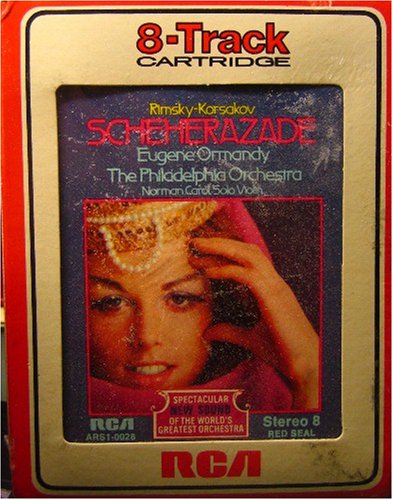 8-Track
CARTRIDGE
Rimsky-Korsakov
SCHEHERAZADE
Eugene Ormandy
The Philadelphia Orchestra
Norman Carol, Solo Violin
SPECTACULAR
NEW SOUND
OF THE WORLD'S
GREATEST ORCHESTRA
RCA
ARS1-0028
Stereo 8
RED SEAL
RCA